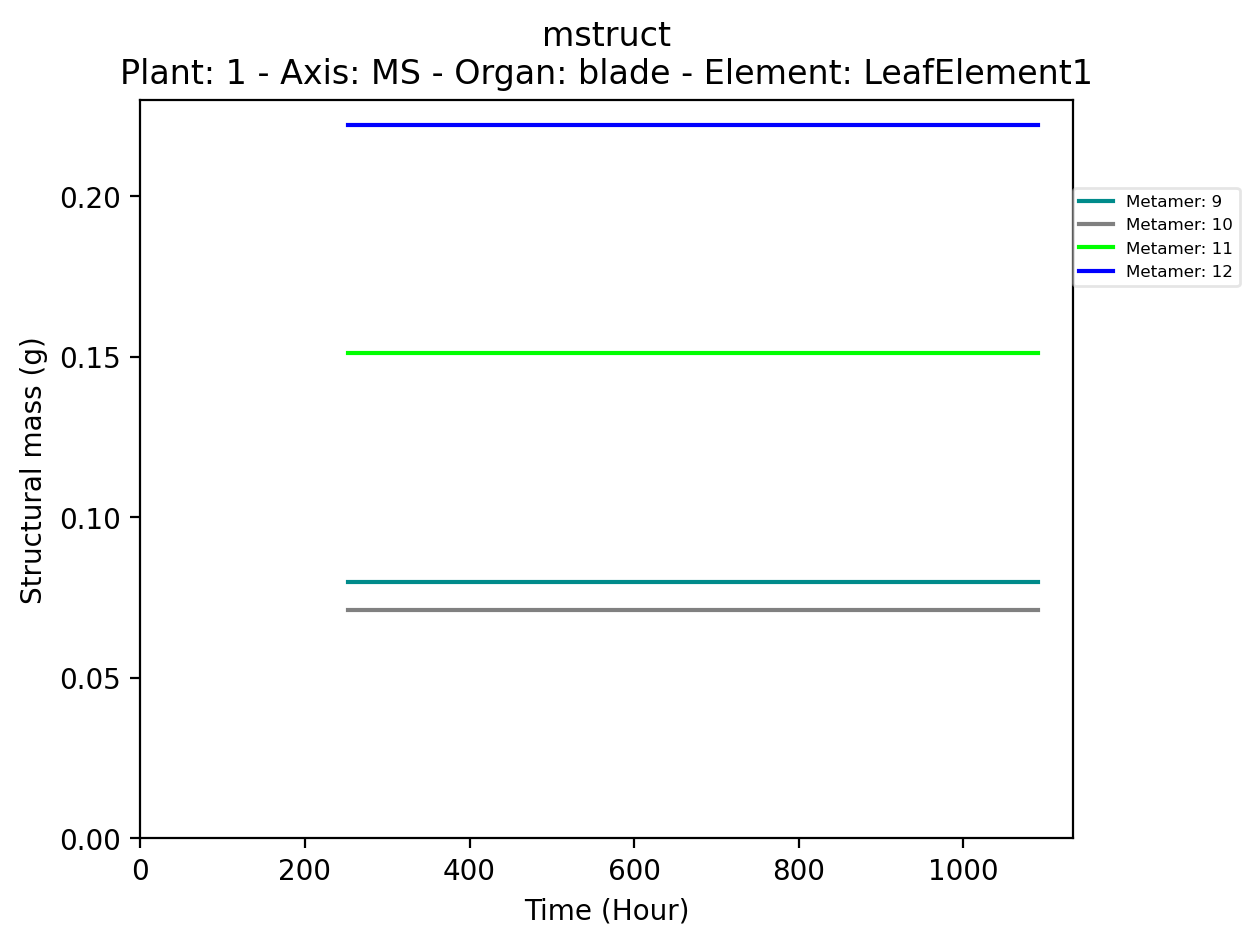 mstruct
Plant: 1 - Axis: MS - Organ: blade - Element: LeafElement1
0.20
0.15
0.10
0.05
0.00
Structural mass (g)
0 200 400 600 800 1000
Time (Hour)
Metamer: 9
Metamer: 10
Metamer: 11
Metamer: 12